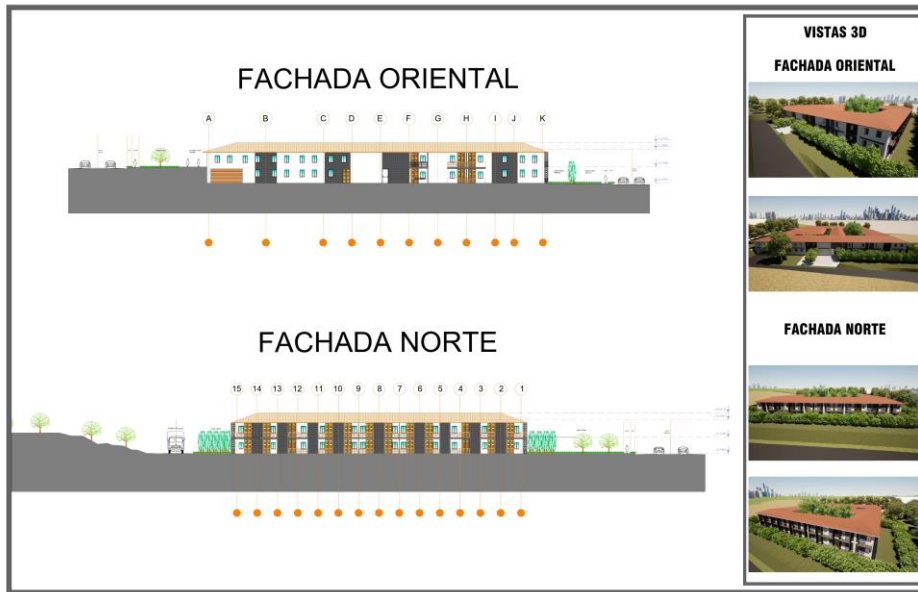 FACHADA ORIENTAL
A B C D E F G H I J K
FACHADA NORTE
15 14 13 12 11 10 9 8 7 6 5 4 3 2 1
VISTAS 3D
FACHADA ORIENTAL
FACHADA NORTE